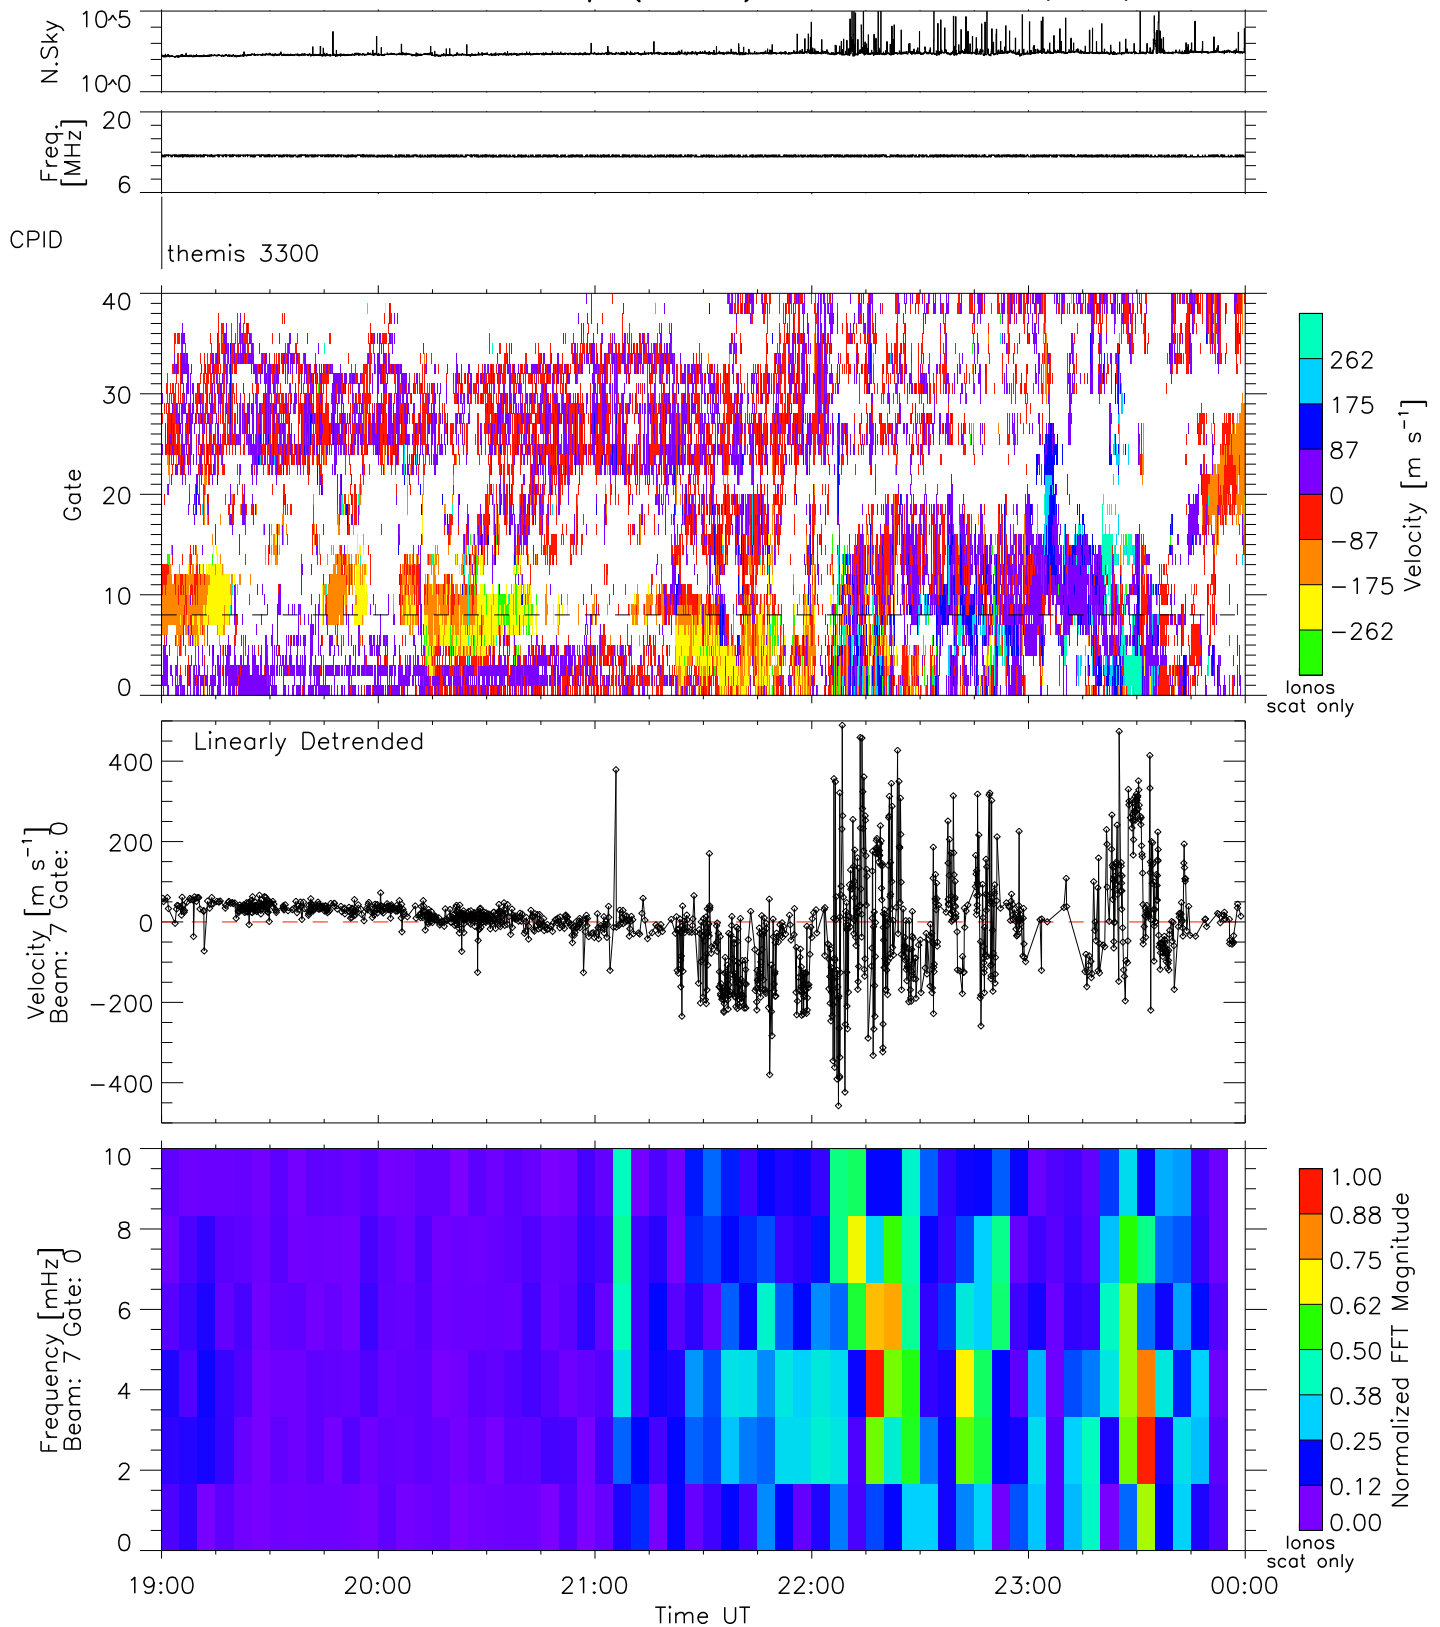 10^5
N.Sky
10^0
20
Freq.
[MHz]
6
CPID
themis 3300
40
30
20
10
0
Gate
262
175
87
0
−87
−175
−262
Velocity [m s⁻¹]
Ionos
scat only
Linearly Detrended
400
200
0
−200
−400
Velocity [m s⁻¹]
Beam: 7 Gate: 0
10
8
6
4
2
0
Frequency [mHz]
Beam: 7 Gate: 0
1.00
0.88
0.75
0.62
0.50
0.38
0.25
0.12
0.00
Normalized FFT Magnitude
Ionos
scat only
19:00
20:00
21:00
22:00
23:00
00:00
Time UT